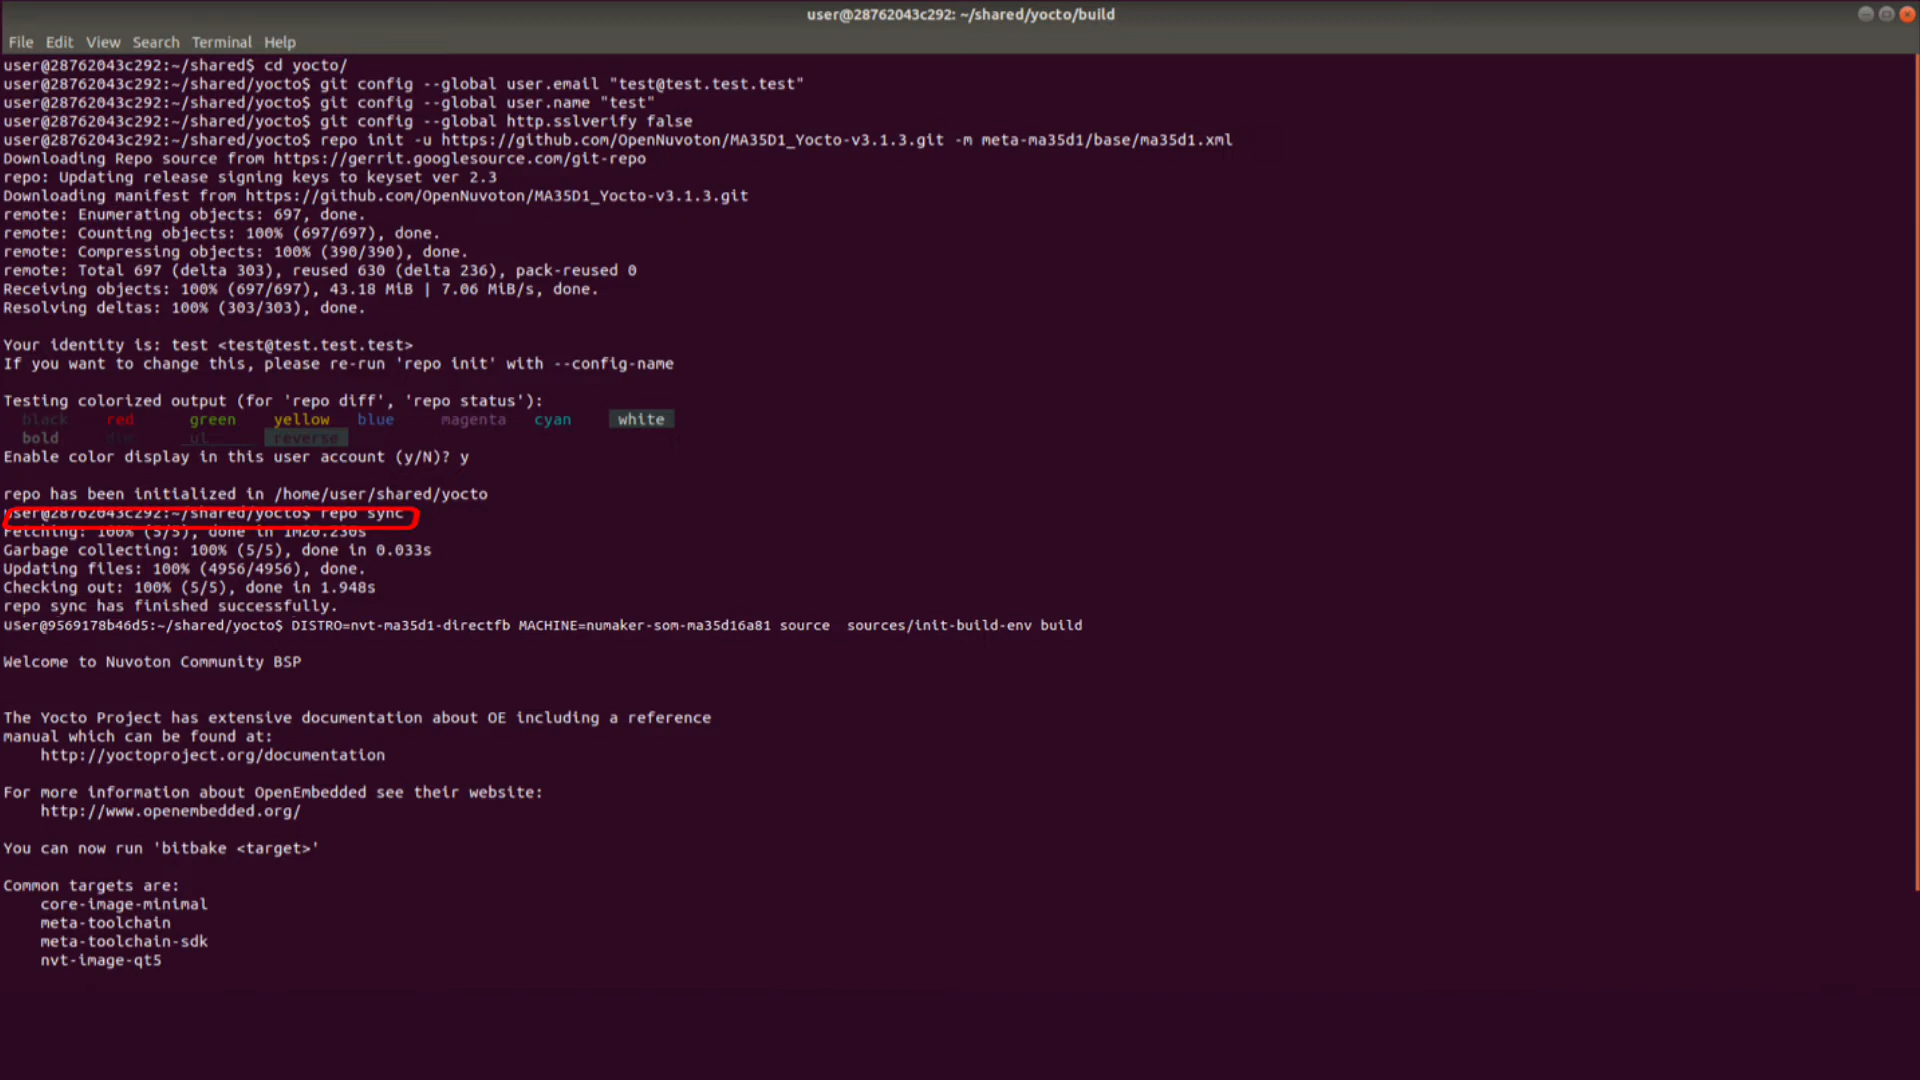 user@28762043c292: ~/shared/yocto/build
File Edit View Search Terminal Help
user@28762043c292:~/shared$ cd yocto/
user@28762043c292:~/shared/yocto$ git config --global user.email "test@test.test.test"
user@28762043c292:~/shared/yocto$ git config --global user.name "test"
user@28762043c292:~/shared/yocto$ git config --global http.sslverify false
user@28762043c292:~/shared/yocto$ repo init -u https://github.com/OpenNuvoton/MA35D1_Yocto-v3.1.3.git -m meta-ma35d1/base/ma35d1.xml
Downloading Repo source from https://gerrit.googlesource.com/git-repo
repo: Updating release signing keys to keyset ver 2.3
Downloading manifest from https://github.com/OpenNuvoton/MA35D1_Yocto-v3.1.3.git
remote: Enumerating objects: 697, done.
remote: Counting objects: 100% (697/697), done.
remote: Compressing objects: 100% (390/390), done.
remote: Total 697 (delta 303), reused 630 (delta 236), pack-reused 0
Receiving objects: 100% (697/697), 43.18 MiB | 7.06 MiB/s, done.
Resolving deltas: 100% (303/303), done.
Your identity is: test <test@test.test.test>
If you want to change this, please re-run 'repo init' with --config-name
Testing colorized output (for 'repo diff', 'repo status'):
black red green yellow blue magenta cyan white
bold dim ul reverse
Enable color display in this user account (y/N)? y
repo has been initialized in /home/user/shared/yocto
user@28762043c292:~/shared/yocto$ repo sync
Fetching: 100% (5/5), done in 1m20.230s
Garbage collecting: 100% (5/5), done in 0.033s
Updating files: 100% (4956/4956), done.
Checking out: 100% (5/5), done in 1.948s
repo sync has finished successfully.
user@9569178b46d5:~/shared/yocto$ DISTRO=nvt-ma35d1-directfb MACHINE=numaker-som-ma35d16a81 source  sources/init-build-env build
Welcome to Nuvoton Community BSP
The Yocto Project has extensive documentation about OE including a reference
manual which can be found at:
http://yoctoproject.org/documentation
For more information about OpenEmbedded see their website:
http://www.openembedded.org/
You can now run 'bitbake <target>'
Common targets are:
core-image-minimal
meta-toolchain
meta-toolchain-sdk
nvt-image-qt5